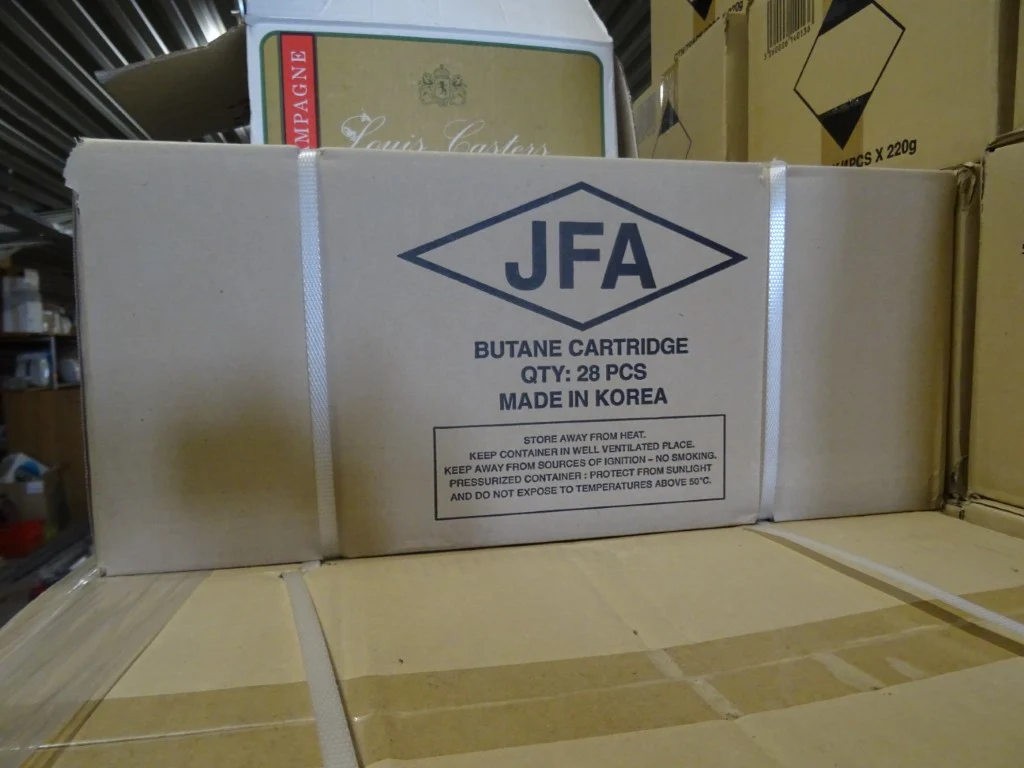 MPAGNE
Louis Casters
PCS X 220g
JFA
BUTANE CARTRIDGE
QTY: 28 PCS
MADE IN KOREA
STORE AWAY FROM HEAT.
KEEP CONTAINER IN WELL VENTILATED PLACE.
KEEP AWAY FROM SOURCES OF IGNITION – NO SMOKING.
PRESSURIZED CONTAINER : PROTECT FROM SUNLIGHT
AND DO NOT EXPOSE TO TEMPERATURES ABOVE 50°C.